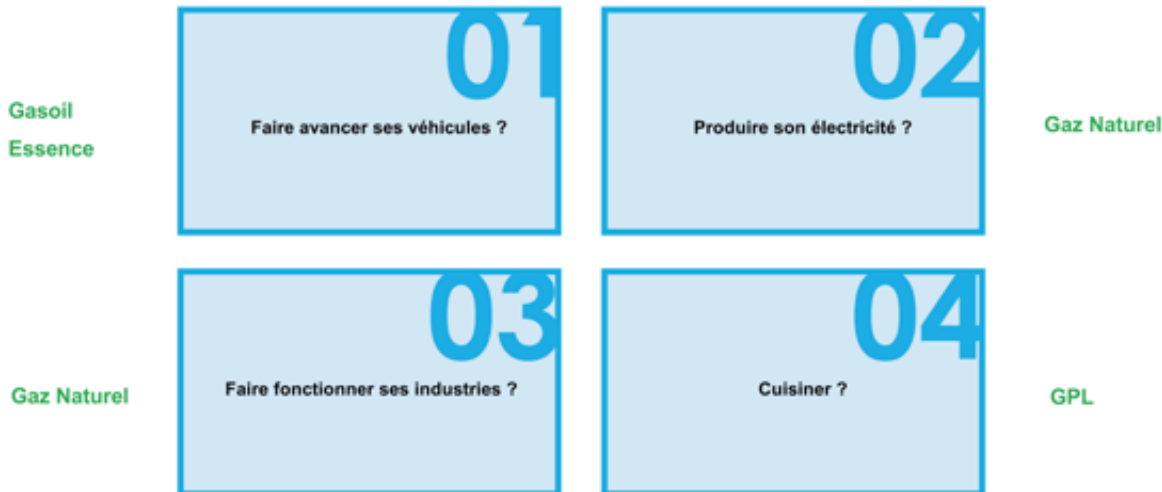 01
Gasoil
Essence
Faire avancer ses véhicules ?
02
Produire son électricité ?
Gaz Naturel
03
Gaz Naturel
Faire fonctionner ses industries ?
04
Cuisiner ?
GPL